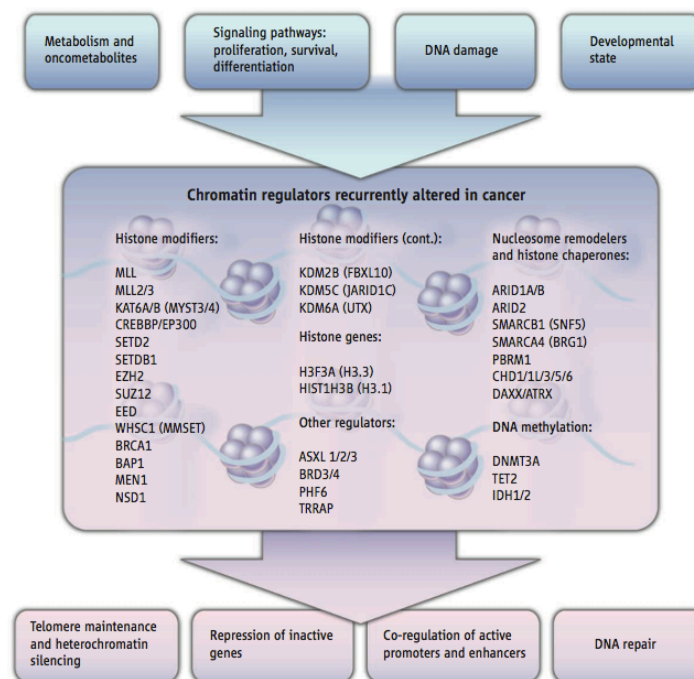 Metabolism and
oncometabolites
Signaling pathways:
proliferation, survival,
differentiation
DNA damage
Developmental
state
Chromatin regulators recurrently altered in cancer
Histone modifiers:
MLL
MLL2/3
KAT6A/B (MYST3/4)
CREBBP/EP300
SETD2
SETDB1
EZH2
SUZ12
EED
WHSC1 (MMSET)
BRCA1
BAP1
MEN1
NSD1
Histone modifiers (cont.):
KDM2B (FBXL10)
KDM5C (JARID1C)
KDM6A (UTX)
Histone genes:
H3F3A (H3.3)
HIST1H3B (H3.1)
Other regulators:
ASXL 1/2/3
BRD3/4
PHF6
TRRAP
Nucleosome remodelers
and histone chaperones:
ARID1A/B
ARID2
SMARCB1 (SNF5)
SMARCA4 (BRG1)
PBRM1
CHD1/1L/3/5/6
DAXX/ATRX
DNA methylation:
DNMT3A
TET2
IDH1/2
Telomere maintenance
and heterochromatin
silencing
Repression of inactive
genes
Co-regulation of active
promoters and enhancers
DNA repair